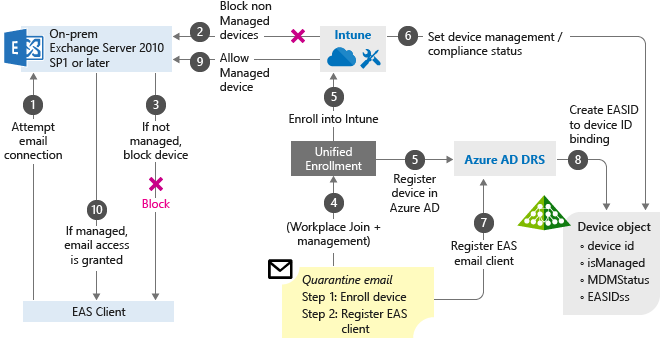 On-prem
Exchange Server 2010
SP1 or later
E
2
Block non
Managed
devices
9
Allow
Managed
device
Intune
6
Set device management /
compliance status
1
Attempt
email
connection
3
If not
managed,
block device
Block
10
If managed,
email access
is granted
EAS Client
5
Enroll into Intune
Unified
Enrollment
5
Register
device in
Azure AD
Azure AD DRS
Create EASID
to device ID
binding
8
4
(Workplace Join +
management)
7
Register EAS
email client
Quarantine email
Step 1: Enroll device
Step 2: Register EAS
client
Device object
◦ device id
◦ isManaged
◦ MDMStatus
◦ EASIDss